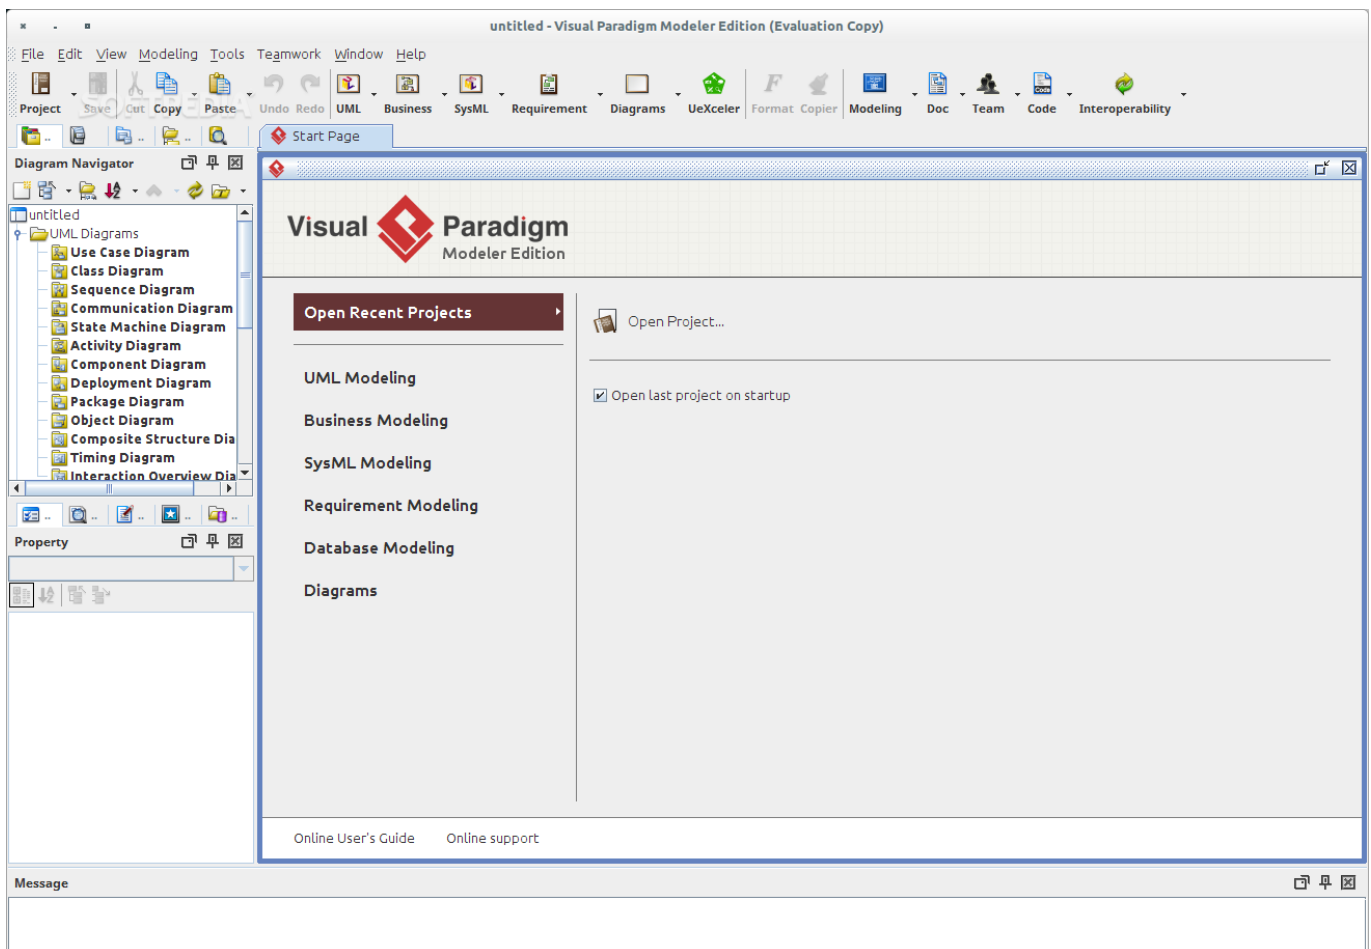 untitled - Visual Paradigm Modeler Edition (Evaluation Copy)
File Edit View Modeling Tools Teamwork Window Help
Project Save Cut Copy Paste Undo Redo UML Business SysML Requirement Diagrams UeXceler Format Copier Modeling Doc Team Code Interoperability
SOFTPEDIA
Start Page
Diagram Navigator
untitled
UML Diagrams
Use Case Diagram
Class Diagram
Sequence Diagram
Communication Diagram
State Machine Diagram
Activity Diagram
Component Diagram
Deployment Diagram
Package Diagram
Object Diagram
Composite Structure Dia
Timing Diagram
Interaction Overview Dia
Property
Visual Paradigm
Modeler Edition
Open Recent Projects
UML Modeling
Business Modeling
SysML Modeling
Requirement Modeling
Database Modeling
Diagrams
Open Project...
Open last project on startup
Online User's Guide Online support
Message